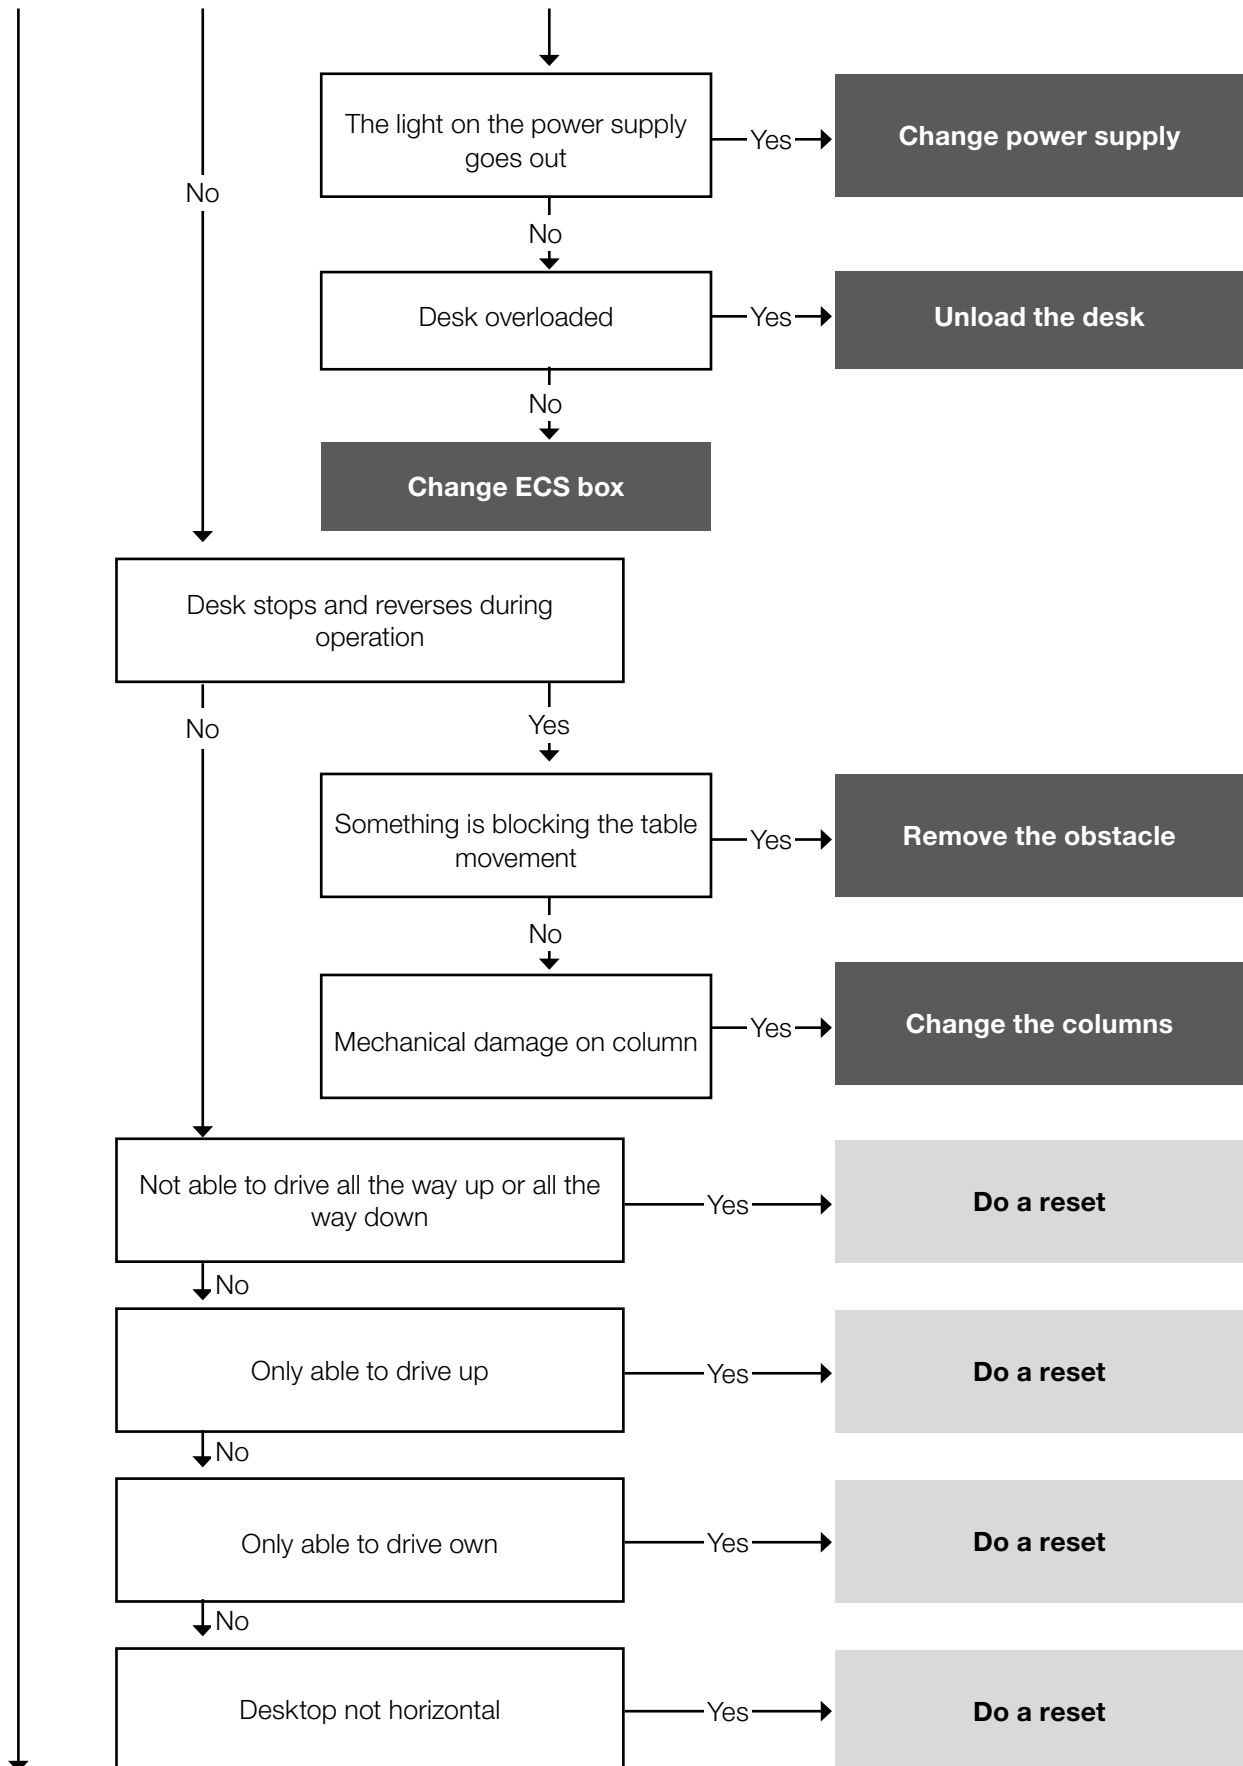 The light on the power supply
goes out
Yes
Change power supply
No
No
Desk overloaded
Yes
Unload the desk
No
Change ECS box
Desk stops and reverses during
operation
No
Yes
Something is blocking the table
movement
Yes
Remove the obstacle
No
Mechanical damage on column
Yes
Change the columns
Not able to drive all the way up or all the
way down
Yes
Do a reset
No
Only able to drive up
Yes
Do a reset
No
Only able to drive own
Yes
Do a reset
No
Desktop not horizontal
Yes
Do a reset